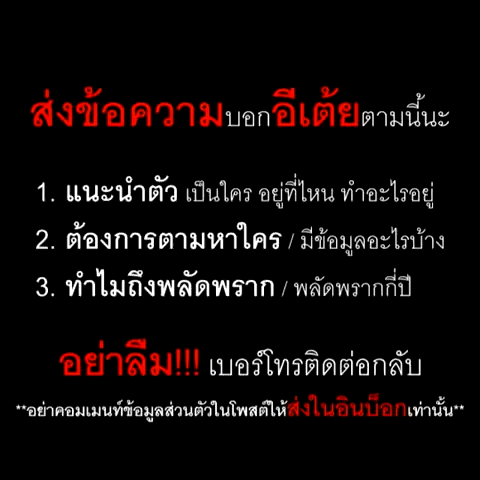 ส่งข้อความบอกอีเต้ยตามนี้นะ
1. แนะนำตัว เป็นใคร อยู่ที่ไหน ทำอะไรอยู่
2. ต้องการตามหาใคร / มีข้อมูลอะไรบ้าง
3. ทำไมถึงพลัดพราก / พลัดพรากกี่ปี
อย่าลืม!!! เบอร์โทรติดต่อกลับ
**อย่าคอมเมนท์ข้อมูลส่วนตัวในโพสต์ให้ส่งในอินบ็อกเท่านั้น**